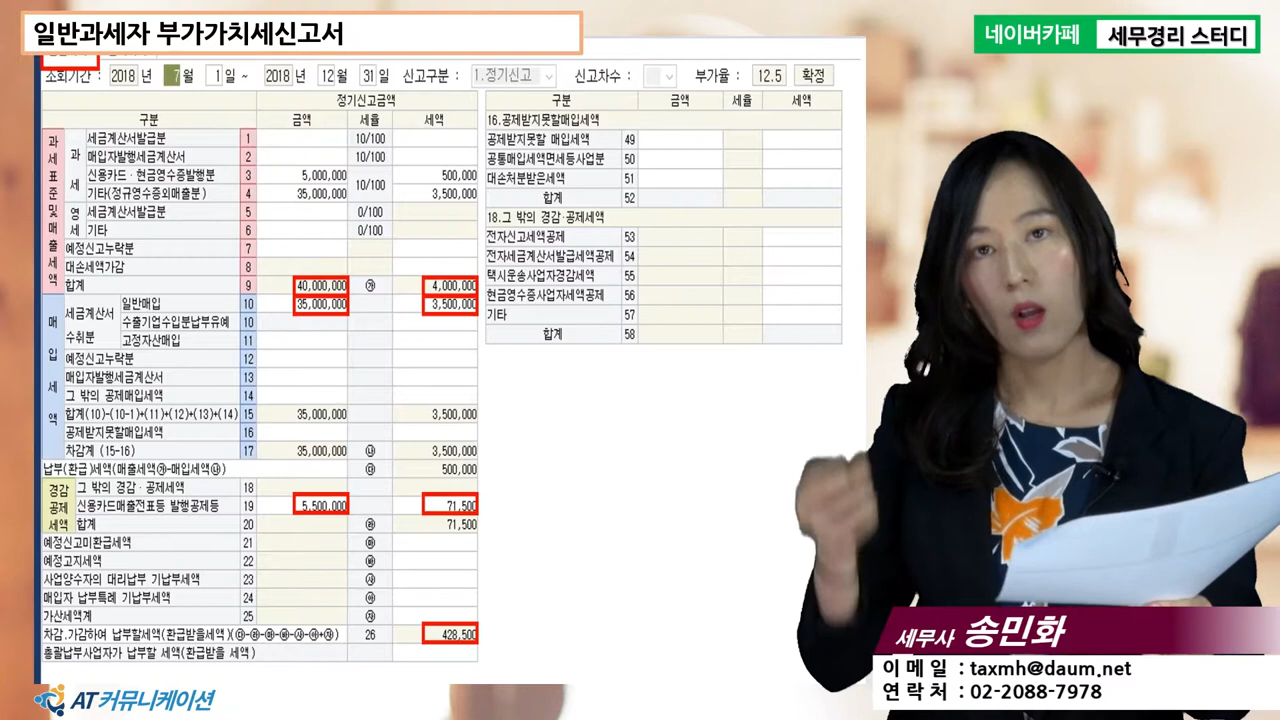 일반과세자 부가가치세신고서
네이버카페 세무경리 스터디
조회기간 : 2018 년 7 월 1 일 ~ 2018 년 12 월 31 일 신고구분 : 1.정기신고 신고차수 : 부가율 : 12.5 확정
정기신고금액
구분 금액 세율 세액
과세표준및매출세액
과세
세금계산서발급분 1 10/100
매입자발행세금계산서 2 10/100
신용카드·현금영수증발행분 3 5,000,000 10/100 500,000
기타(정규영수증외매출분) 4 35,000,000 3,500,000
영세
세금계산서발급분 5 0/100
기타 6 0/100
예정신고누락분 7
대손세액가감 8
합계 9 40,000,000 ㉮ 4,000,000
매입세액
세금계산서 수취분
일반매입 10 35,000,000 3,500,000
수출기업수입분납부유예 10
고정자산매입 11
예정신고누락분 12
매입자발행세금계산서 13
그 밖의 공제매입세액 14
합계(10)-(10-1)+(11)+(12)+(13)+(14) 15 35,000,000 3,500,000
공제받지못할매입세액 16
차감계 (15-16) 17 35,000,000 ㉯ 3,500,000
납부(환급)세액(매출세액㉮-매입세액㉯) ㉰ 500,000
경감공제세액
그 밖의 경감·공제세액 18
신용카드매출전표등 발행공제등 19 5,500,000 71,500
합계 20 ㉱ 71,500
예정신고미환급세액 21 ㉲
예정고지세액 22 ㉳
사업양수자의 대리납부 기납부세액 23 ㉴
매입자 납부특례 기납부세액 24 ㉵
가산세액계 25 ㉶
차감.가감하여 납부할세액(환급받을세액)(㉰-㉱-㉲-㉳-㉴-㉵+㉶) 26 428,500
총괄납부사업자가 납부할 세액(환급받을 세액)
구분 금액 세율 세액
16.공제받지못할매입세액
공제받지못할 매입세액 49
공통매입세액면세등사업분 50
대손처분받은세액 51
합계 52
18.그 밖의 경감·공제세액
전자신고세액공제 53
전자세금계산서발급세액공제 54
택시운송사업자경감세액 55
현금영수증사업자세액공제 56
기타 57
합계 58
세무사 송민화
이 메 일 : taxmh@daum.net
연 락 처 : 02-2088-7978
AT커뮤니케이션